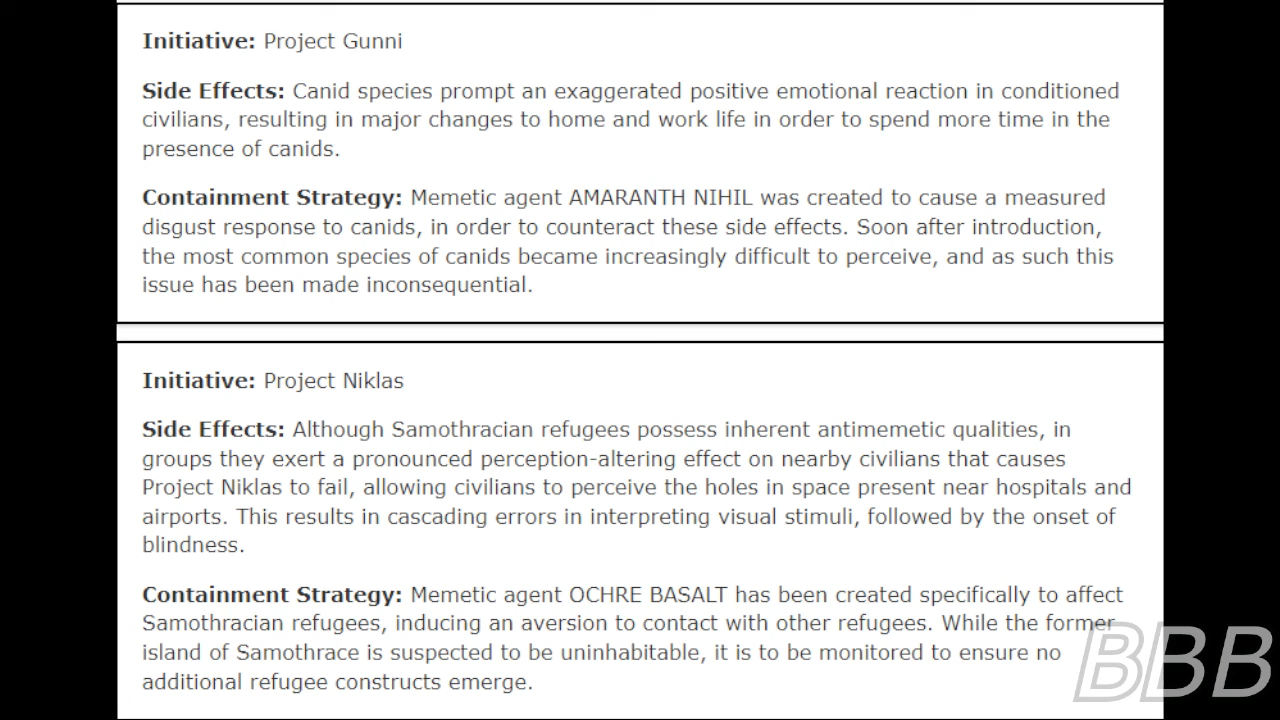 Initiative: Project Gunni
Side Effects: Canid species prompt an exaggerated positive emotional reaction in conditioned
civilians, resulting in major changes to home and work life in order to spend more time in the
presence of canids.
Containment Strategy: Memetic agent AMARANTH NIHIL was created to cause a measured
disgust response to canids, in order to counteract these side effects. Soon after introduction,
the most common species of canids became increasingly difficult to perceive, and as such this
issue has been made inconsequential.
Initiative: Project Niklas
Side Effects: Although Samothracian refugees possess inherent antimemetic qualities, in
groups they exert a pronounced perception-altering effect on nearby civilians that causes
Project Niklas to fail, allowing civilians to perceive the holes in space present near hospitals and
airports. This results in cascading errors in interpreting visual stimuli, followed by the onset of
blindness.
Containment Strategy: Memetic agent OCHRE BASALT has been created specifically to affect
Samothracian refugees, inducing an aversion to contact with other refugees. While the former
island of Samothrace is suspected to be uninhabitable, it is to be monitored to ensure no
additional refugee constructs emerge.
BBB